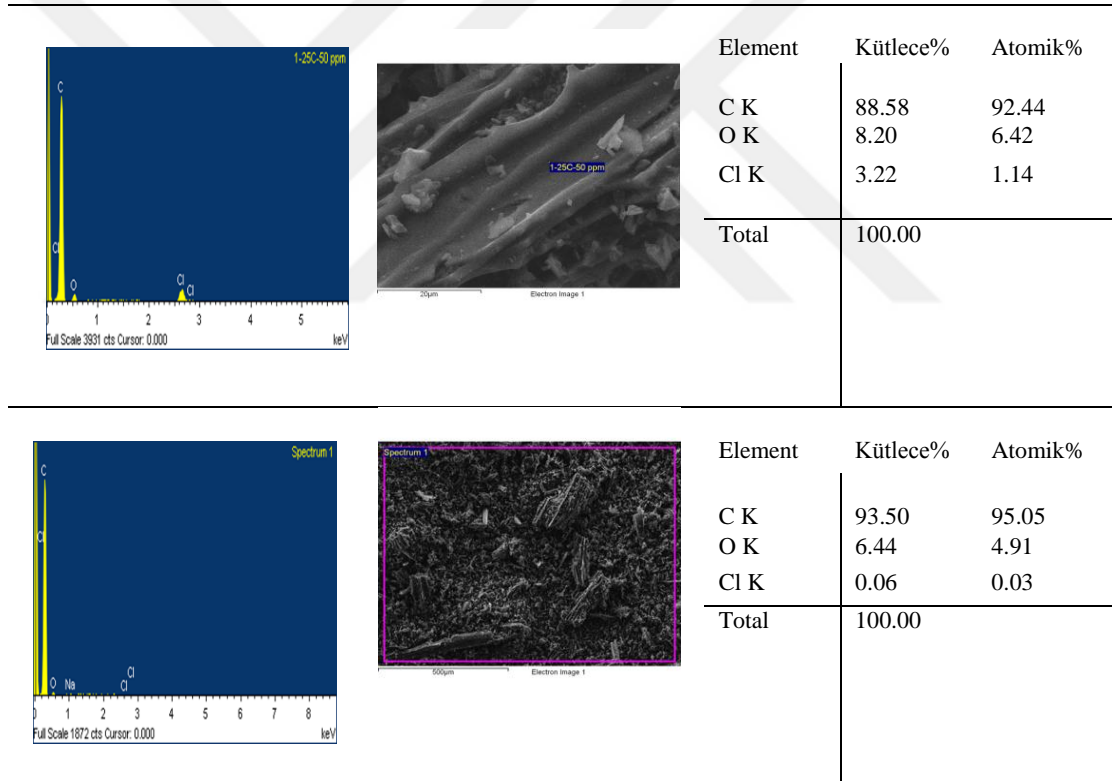 1-25C-50 ppm
C
Cl
O
Cl
Cl
1 2 3 4 5
Full Scale 3931 cts Cursor: 0.000 keV
1-25C-50 ppm
20µm Electron Image 1
Element Kütlece% Atomik%
C K 88.58 92.44
O K 8.20 6.42
Cl K 3.22 1.14
Total 100.00
Spectrum 1
C
Cl
O Na Cl Cl
0 1 2 3 4 5 6 7 8
Full Scale 1872 cts Cursor: 0.000 keV
Spectrum 1
500µm Electron Image 1
Element Kütlece% Atomik%
C K 93.50 95.05
O K 6.44 4.91
Cl K 0.06 0.03
Total 100.00